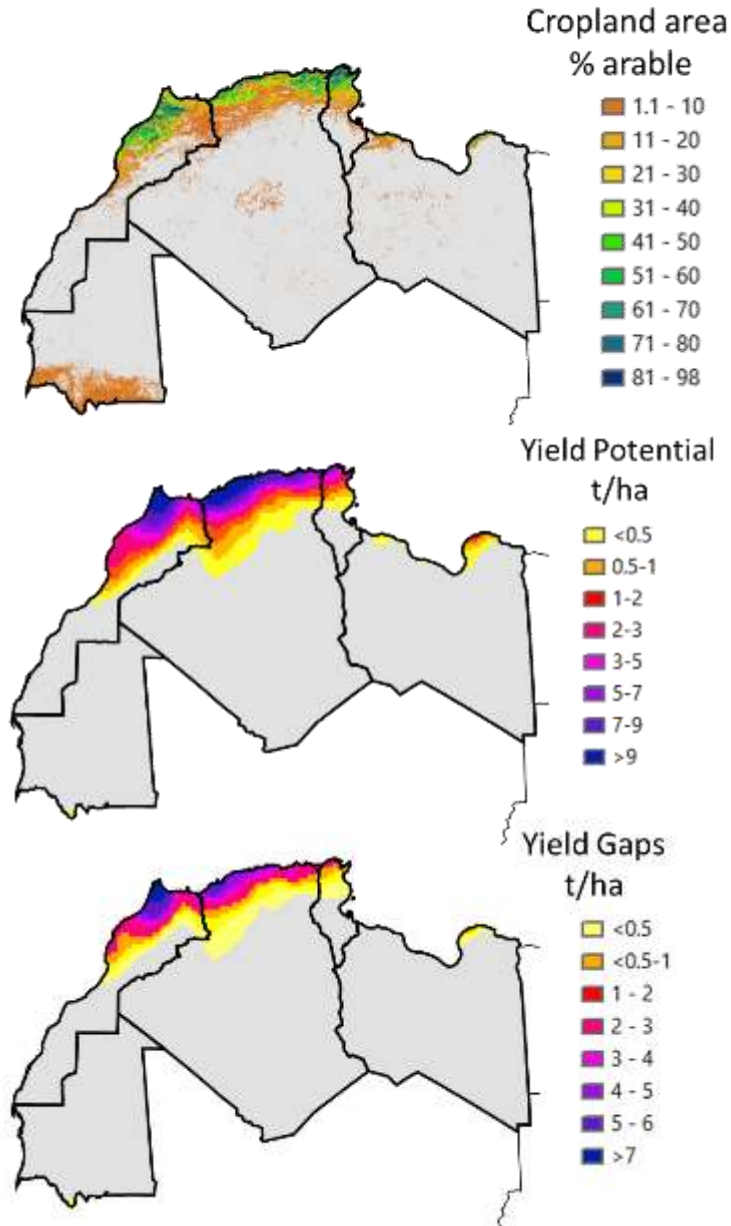 Cropland area
% arable
1.1 - 10
11 - 20
21 - 30
31 - 40
41 - 50
51 - 60
61 - 70
71 - 80
81 - 98
Yield Potential
t/ha
<0.5
0.5-1
1-2
2-3
3-5
5-7
7-9
>9
Yield Gaps
t/ha
<0.5
<0.5-1
1 - 2
2 - 3
3 - 4
4 - 5
5 - 6
>7